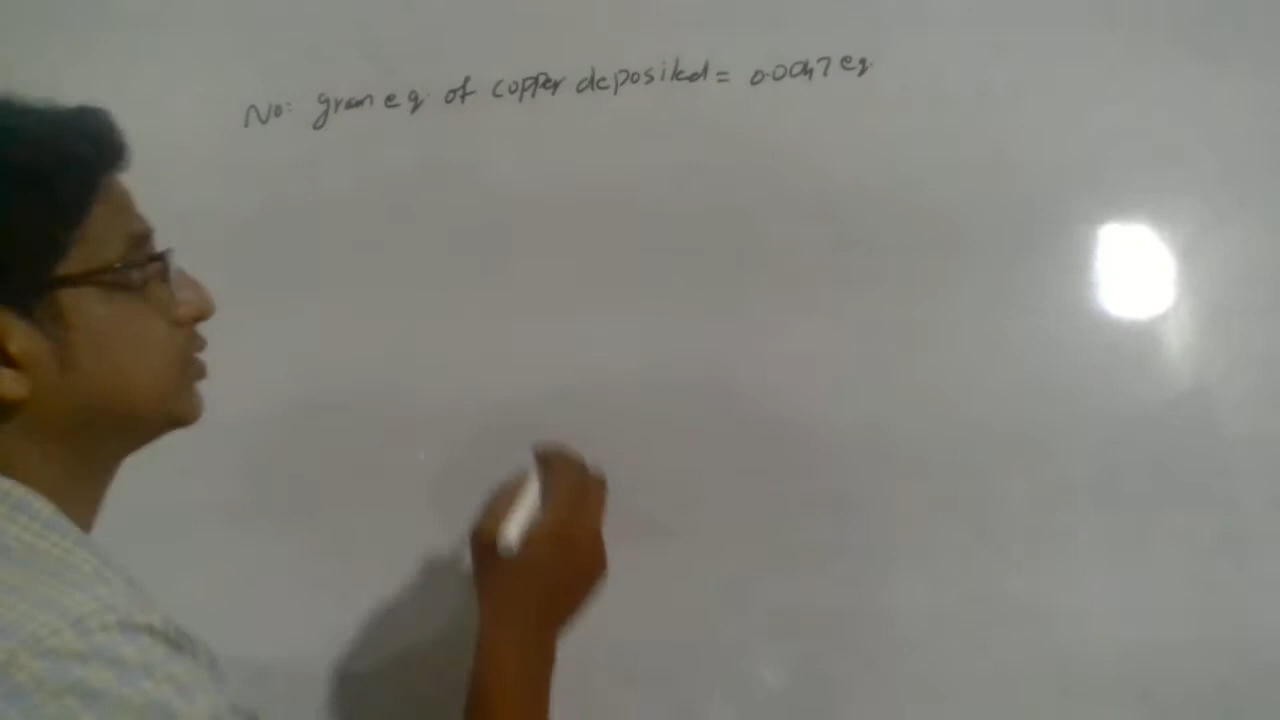 No: gram eq. of copper deposited = 0.0047 eq.